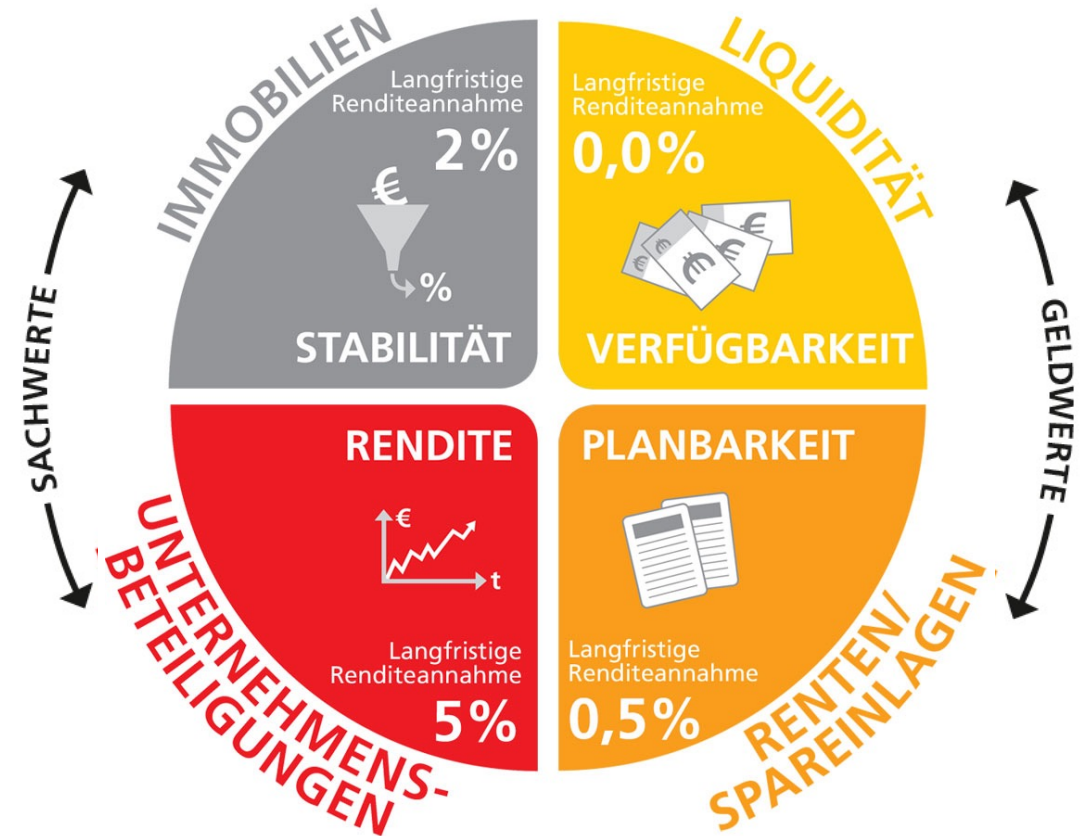 IMMOBILIEN
Langfristige
Renditeannahme
2%
€
%
STABILITÄT
LIQUIDITÄT
Langfristige
Renditeannahme
0,0%
€ € € €
VERFÜGBARKEIT
SACHWERTE
GELDWERTE
RENDITE
€
t
Langfristige
Renditeannahme
5%
UNTERNEHMENS-
BETEILIGUNGEN
PLANBARKEIT
Langfristige
Renditeannahme
0,5%
RENTEN/
SPAREINLAGEN